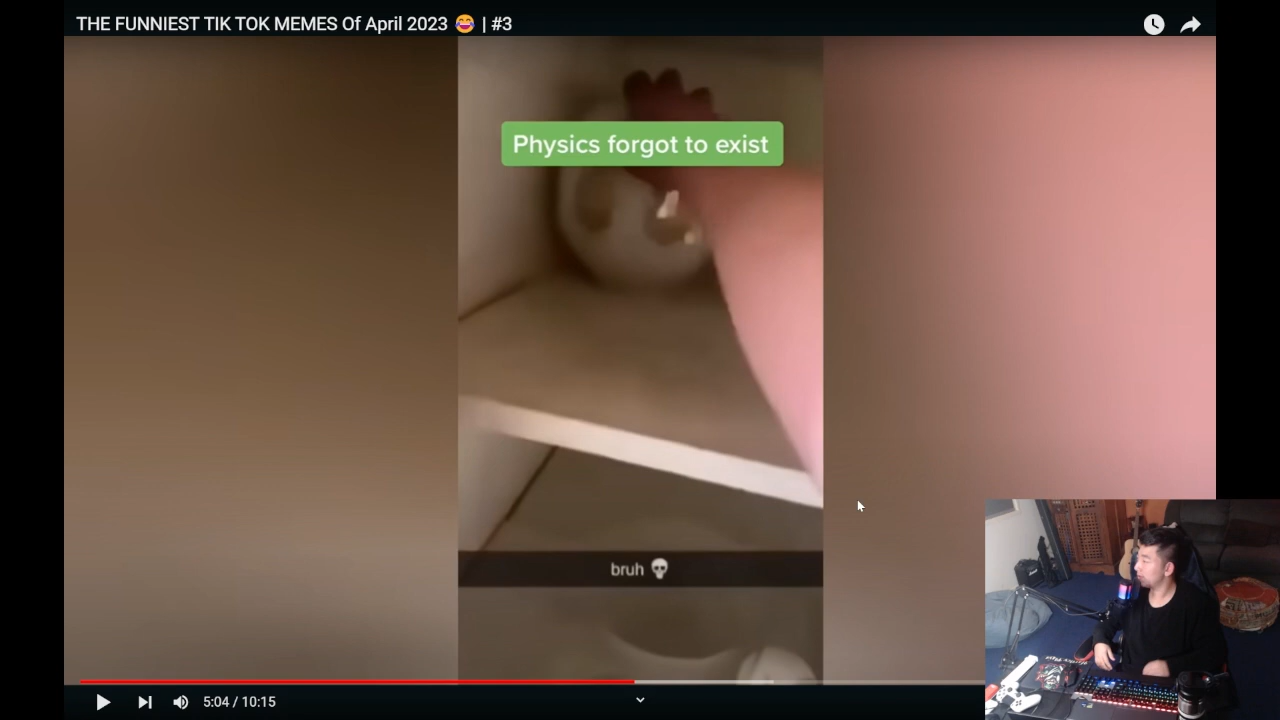 THE FUNNIEST TIK TOK MEMES Of April 2023 😂 | #3
Physics forgot to exist
bruh 💀
5:04 / 10:15